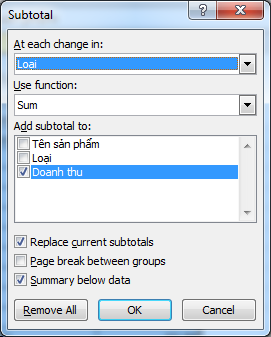 Subtotal
At each change in:
Loại
Use function:
Sum
Add subtotal to:
Tên sản phẩm
Loại
Doanh thu
Replace current subtotals
Page break between groups
Summary below data
Remove All OK Cancel